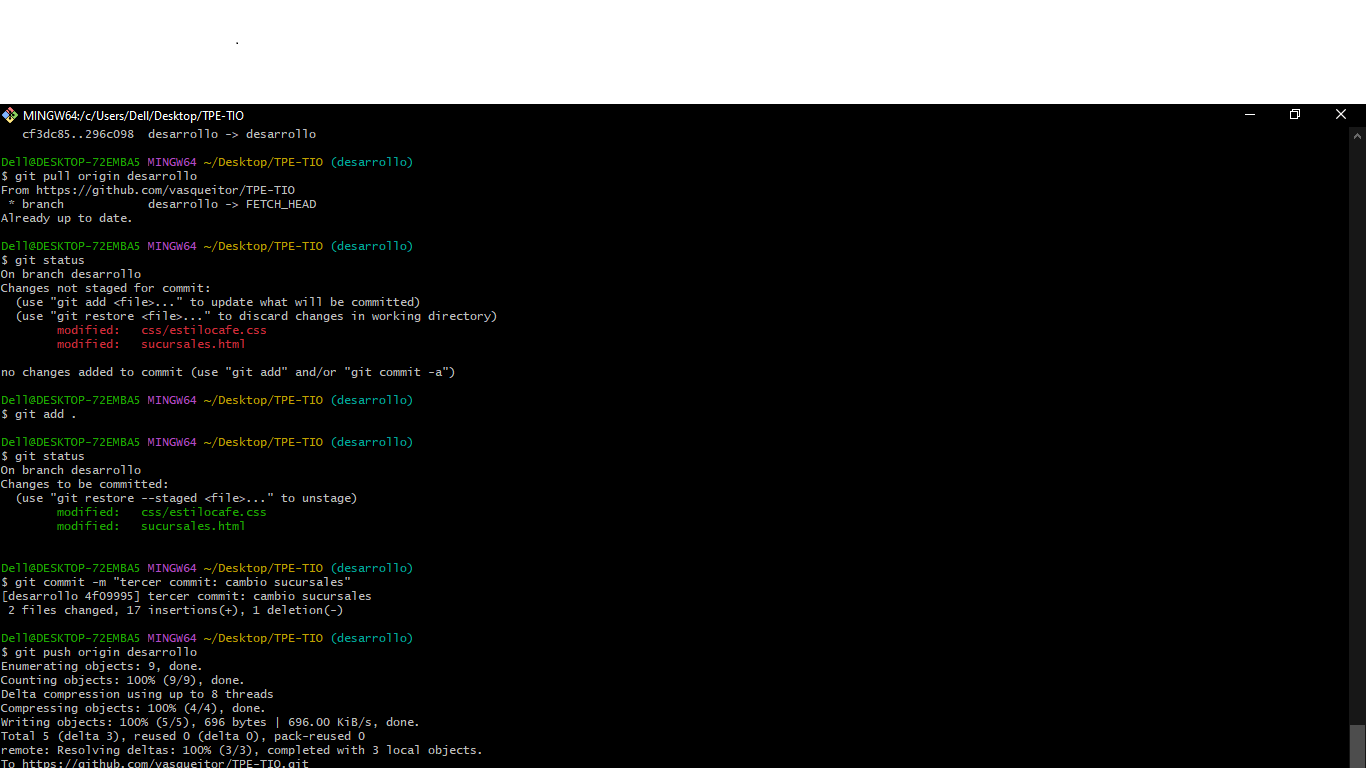 MINGW64:/c/Users/Dell/Desktop/TPE-TIO
cf3dc85..296c098  desarrollo -> desarrollo
Dell@DESKTOP-72EMBA5 MINGW64 ~/Desktop/TPE-TIO (desarrollo)
$ git pull origin desarrollo
From https://github.com/vasqueitor/TPE-TIO
 * branch            desarrollo -> FETCH_HEAD
Already up to date.
Dell@DESKTOP-72EMBA5 MINGW64 ~/Desktop/TPE-TIO (desarrollo)
$ git status
On branch desarrollo
Changes not staged for commit:
  (use "git add <file>..." to update what will be committed)
  (use "git restore <file>..." to discard changes in working directory)
        modified:   css/estilocafe.css
        modified:   sucursales.html
no changes added to commit (use "git add" and/or "git commit -a")
Dell@DESKTOP-72EMBA5 MINGW64 ~/Desktop/TPE-TIO (desarrollo)
$ git add .
Dell@DESKTOP-72EMBA5 MINGW64 ~/Desktop/TPE-TIO (desarrollo)
$ git status
On branch desarrollo
Changes to be committed:
  (use "git restore --staged <file>..." to unstage)
        modified:   css/estilocafe.css
        modified:   sucursales.html
Dell@DESKTOP-72EMBA5 MINGW64 ~/Desktop/TPE-TIO (desarrollo)
$ git commit -m "tercer commit: cambio sucursales"
[desarrollo 4f09995] tercer commit: cambio sucursales
 2 files changed, 17 insertions(+), 1 deletion(-)
Dell@DESKTOP-72EMBA5 MINGW64 ~/Desktop/TPE-TIO (desarrollo)
$ git push origin desarrollo
Enumerating objects: 9, done.
Counting objects: 100% (9/9), done.
Delta compression using up to 8 threads
Compressing objects: 100% (4/4), done.
Writing objects: 100% (5/5), 696 bytes | 696.00 KiB/s, done.
Total 5 (delta 3), reused 0 (delta 0), pack-reused 0
remote: Resolving deltas: 100% (3/3), completed with 3 local objects.
To https://github.com/vasqueitor/TPE-TIO.git